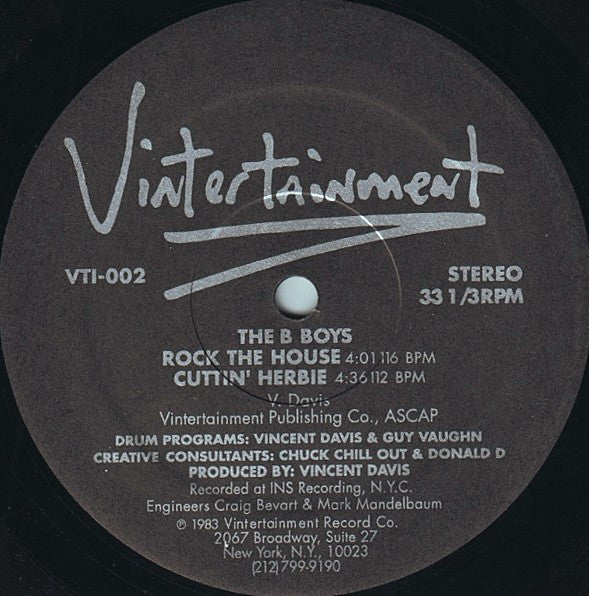 Vintertainment
VTI-002
STEREO
33 1/3RPM
THE B BOYS
ROCK THE HOUSE 4:01 116 BPM
CUTTIN' HERBIE 4:36 112 BPM
V. Davis
Vintertainment Publishing Co., ASCAP
DRUM PROGRAMS: VINCENT DAVIS & GUY VAUGHN
CREATIVE CONSULTANTS: CHUCK CHILL OUT & DONALD D
PRODUCED BY: VINCENT DAVIS
Recorded at INS Recording, N.Y.C.
Engineers Craig Bevart & Mark Mandelbaum
℗ 1983 Vintertainment Record Co.
2067 Broadway, Suite 27
New York, N.Y., 10023
(212)799-9190